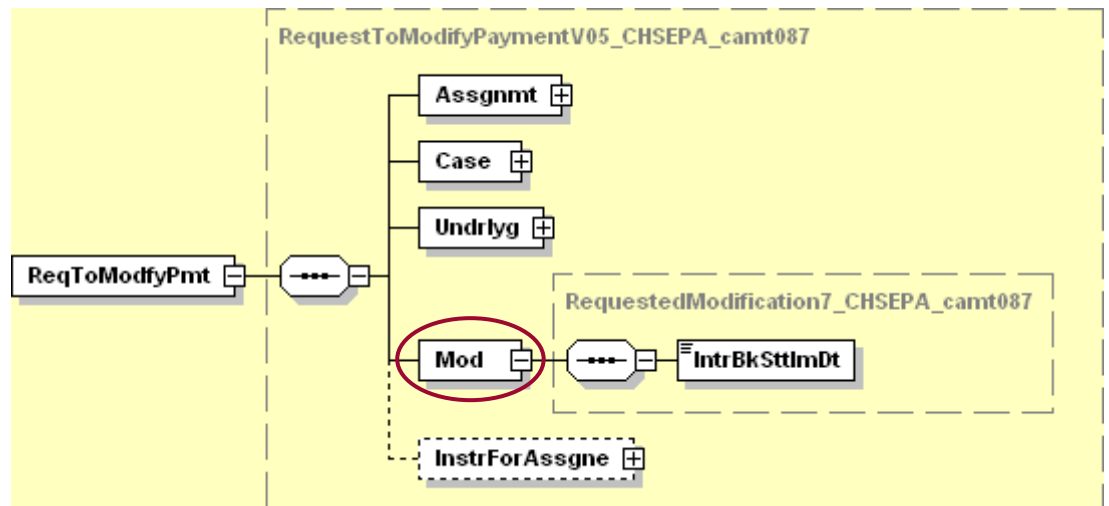 RequestToModifyPaymentV05_CHSEPA_camt087
Assgnmt
Case
Undrlyg
ReqToModfyPmt
RequestedModification7_CHSEPA_camt087
Mod
IntrBkSttlmDt
InstrForAssgne